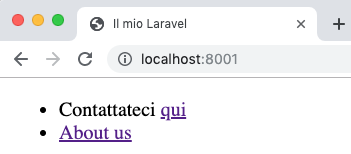 Il mio Laravel
localhost:8001
Contattateci qui
About us